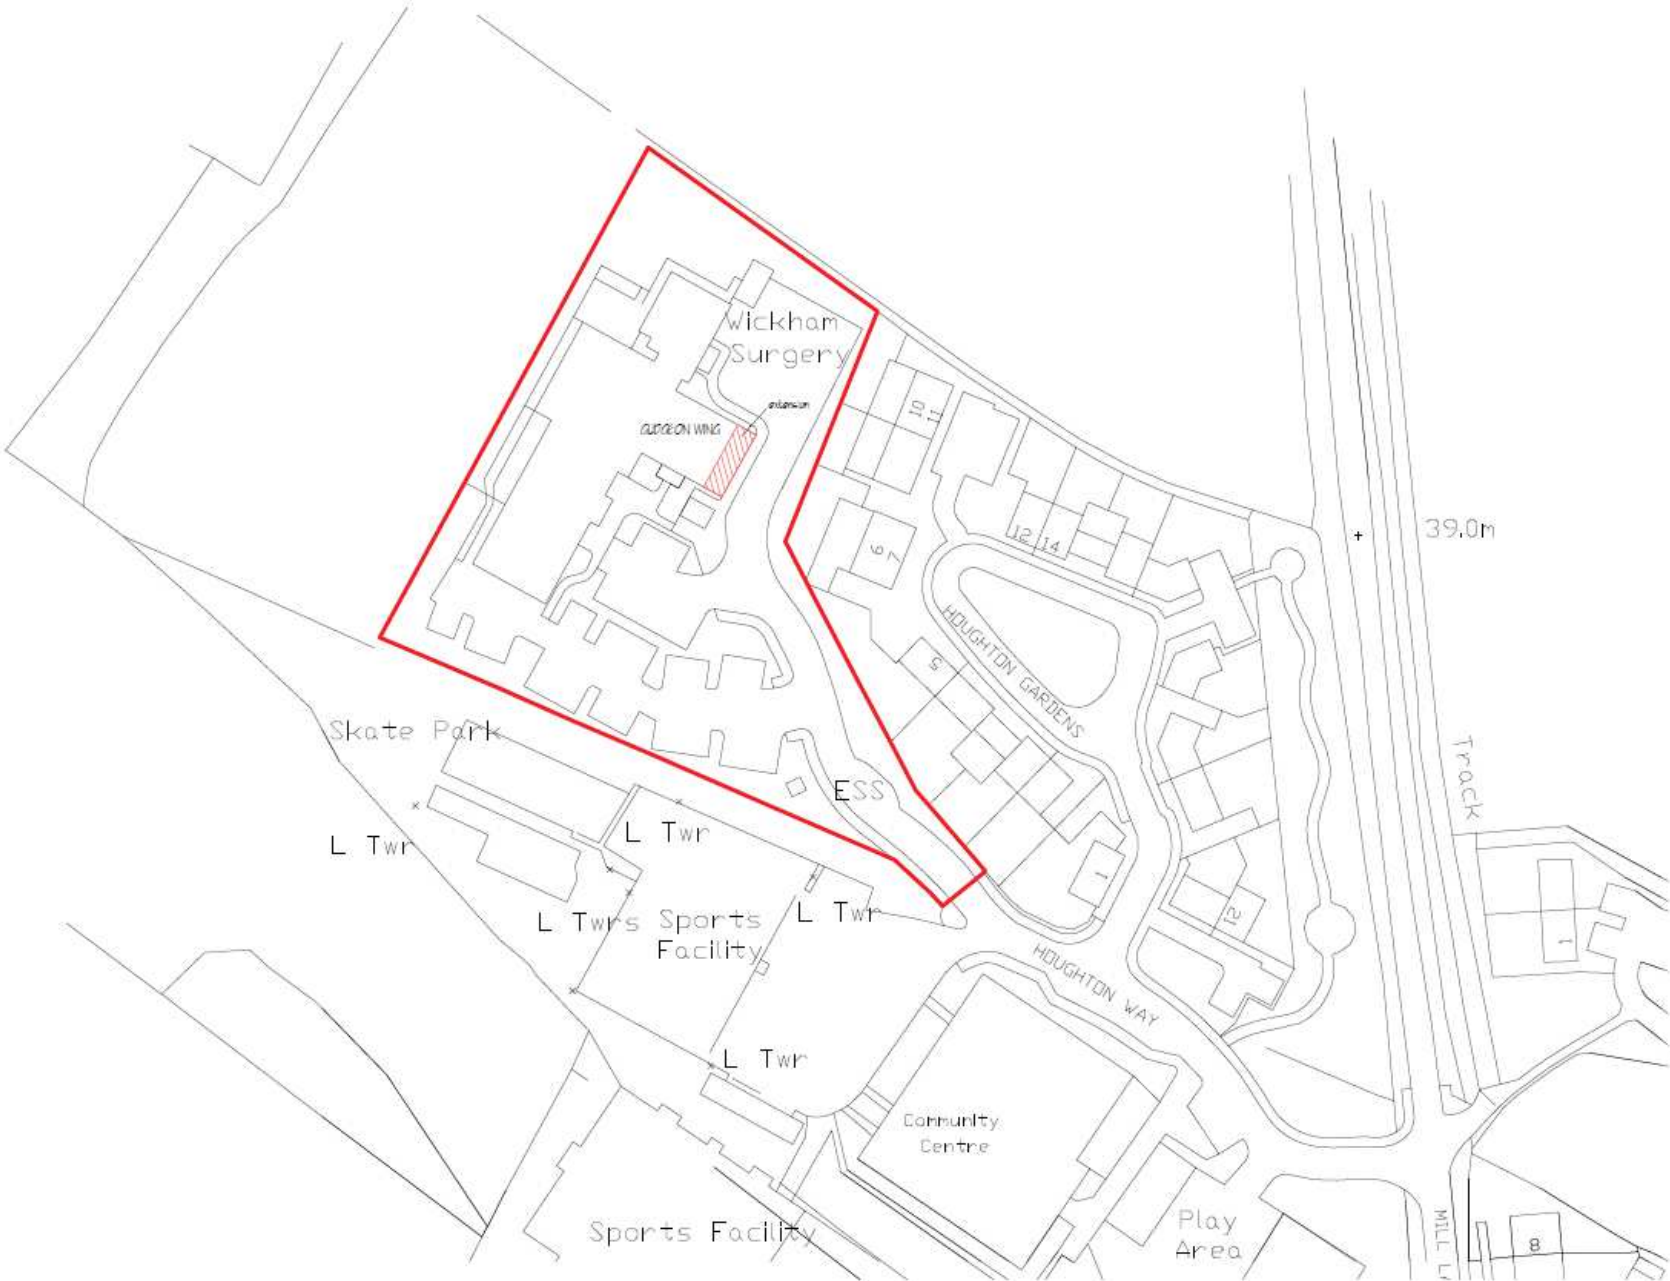 Wickham
Surgery
extension
GUDGEON WING
10
11
12 14
39.0m
6
7
HOUGHTON GARDENS
5
Skate Park
Track
ESS
L Twr
L Twr
1
L Twrs
Sports
Facility
L Twr
12
1
HOUGHTON WAY
L Twr
Community
Centre
Sports Facility
Play
Area
MILL L
8